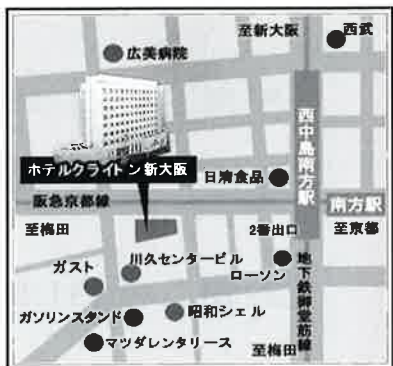 至新大阪
西武
広美病院
西中島南方駅
ホテルクライトン新大阪
日清食品
阪急京都線
南方駅
至梅田
2番出口
至京都
川久センタービル
ガスト
ローソン
地下鉄御堂筋線
昭和シェル
ガソリンスタンド
マツダレンタリース
至梅田